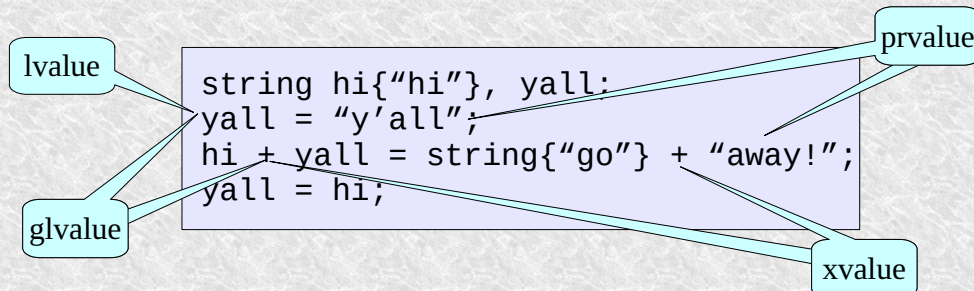 lvalue
prvalue
string hi{“hi”}, yall;
yall = “y’all”;
hi + yall = string{“go”} + “away!”;
yall = hi;
glvalue
xvalue